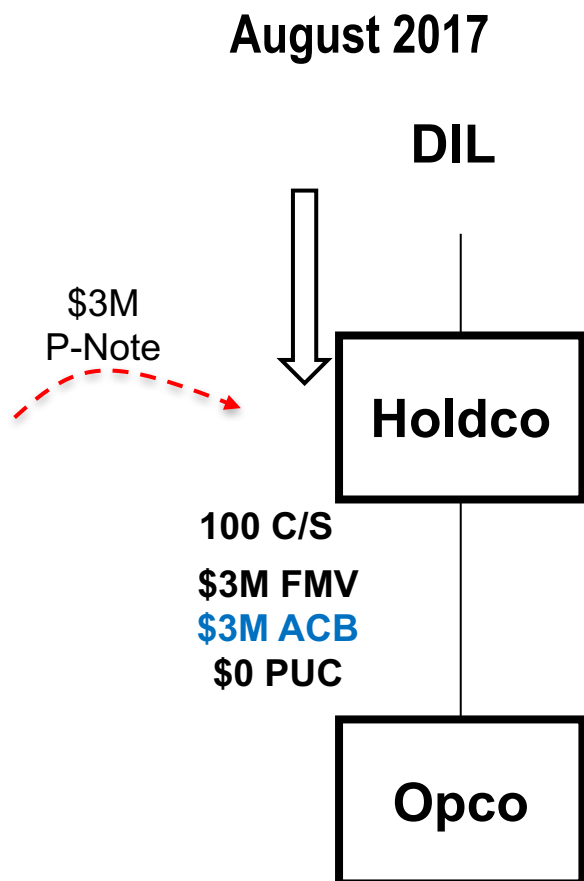 August 2017
DIL
$3M
P-Note
Holdco
100 C/S
$3M FMV
$3M ACB
$0 PUC
Opco